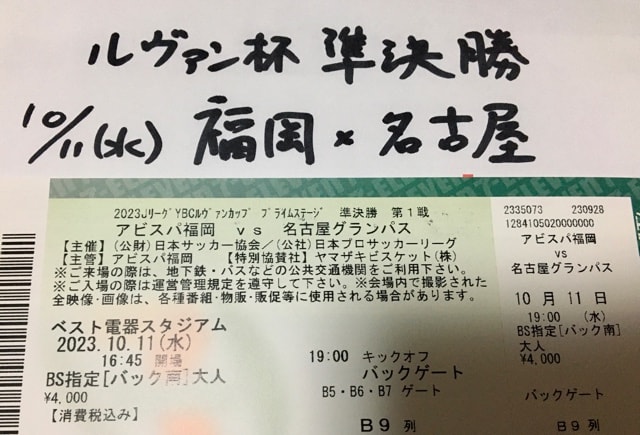 ルヴァン杯 準決勝
10/11(水) 福岡×名古屋
2023JリーグYBCルヴァンカップ プライムステージ 準決勝 第1戦
アビスパ福岡 vs 名古屋グランパス
【主催】(公財)日本サッカー協会/(公社)日本プロサッカーリーグ
【主管】アビスパ福岡 【特別協賛社】ヤマザキビスケット(株)
※ご来場の際は、地下鉄・バスなどの公共交通機関をご利用下さい。
※ご入場の際は運営管理規定を遵守して下さい。※会場内で撮影された
全映像・画像は、各種番組・物販・販促等に使用される場合があります。
ベスト電器スタジアム
2023.10.11(水)
16:45 開場
19:00 キックオフ
BS指定[バック南]大人
バックゲート
¥4,000
B5・B6・B7 ゲート
【消費税込み】
B9 列
2335073 230928
1284105020000000
アビスパ福岡
vs
名古屋グランパス
10月11日
19:00 (水)
BS指定[バック南]
大人
¥4,000
バックゲート
B9 列